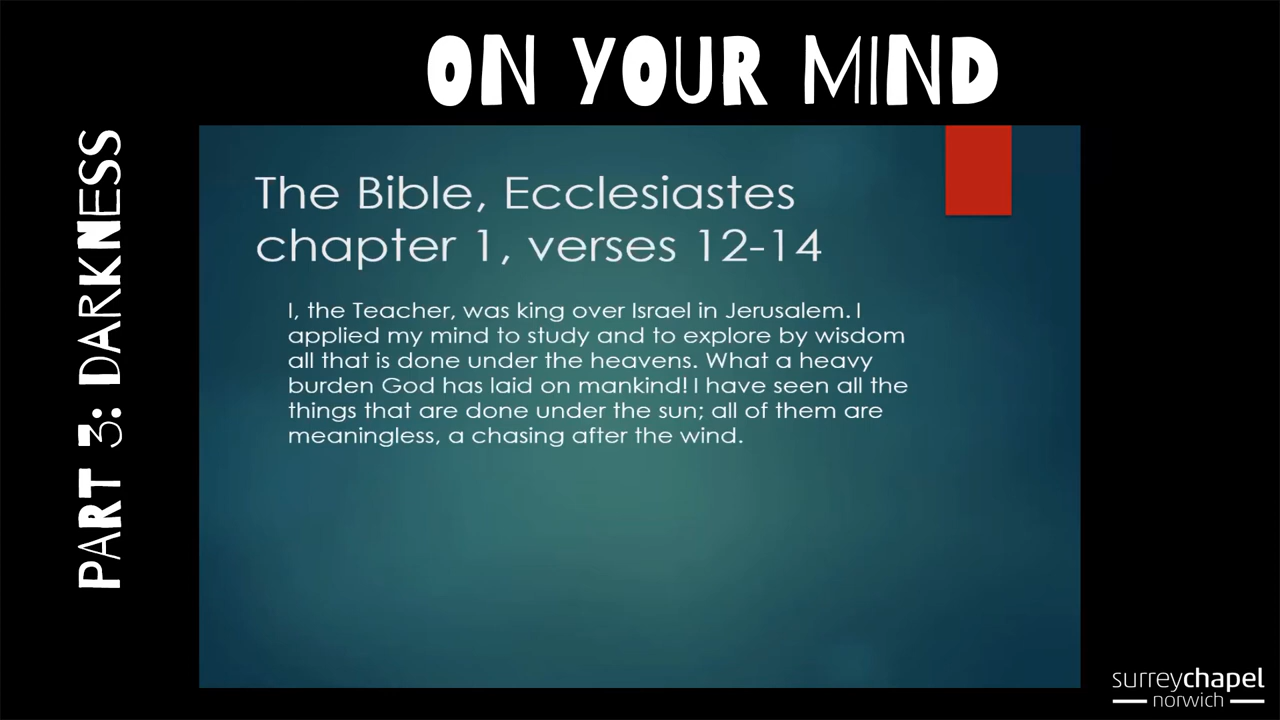 ON YOUR MIND
PART 3: DARKNESS
The Bible, Ecclesiastes
chapter 1, verses 12-14
I, the Teacher, was king over Israel in Jerusalem. I
applied my mind to study and to explore by wisdom
all that is done under the heavens. What a heavy
burden God has laid on mankind! I have seen all the
things that are done under the sun; all of them are
meaningless, a chasing after the wind.
surreychapel
norwich